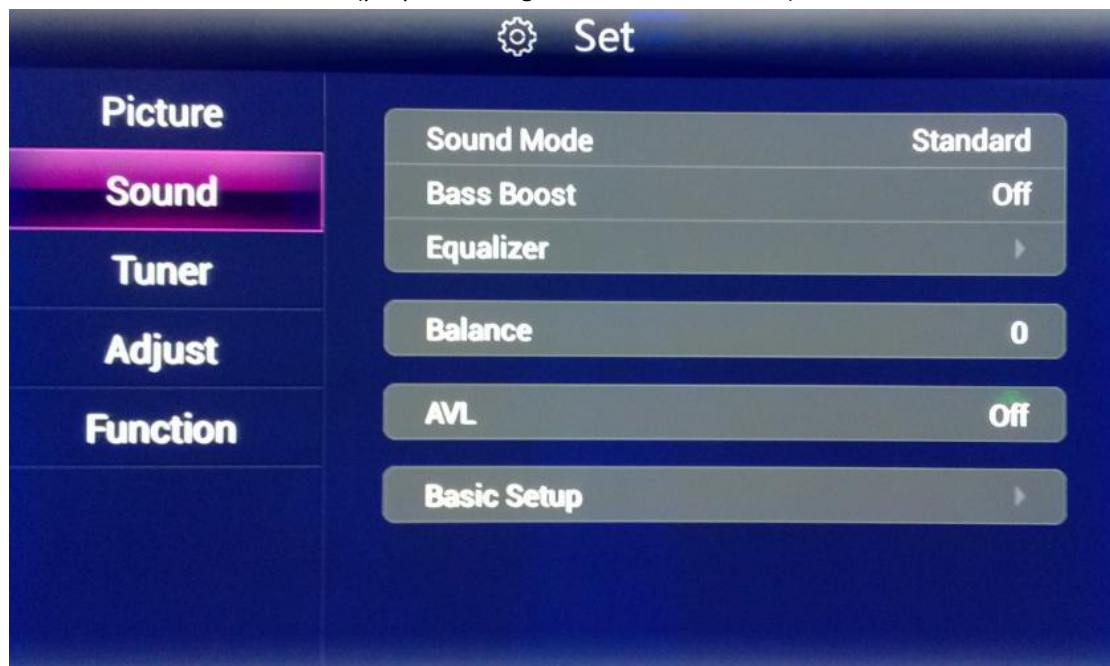 Set
Picture
Sound
Tuner
Adjust
Function
Sound Mode Standard
Bass Boost Off
Equalizer
Balance 0
AVL Off
Basic Setup